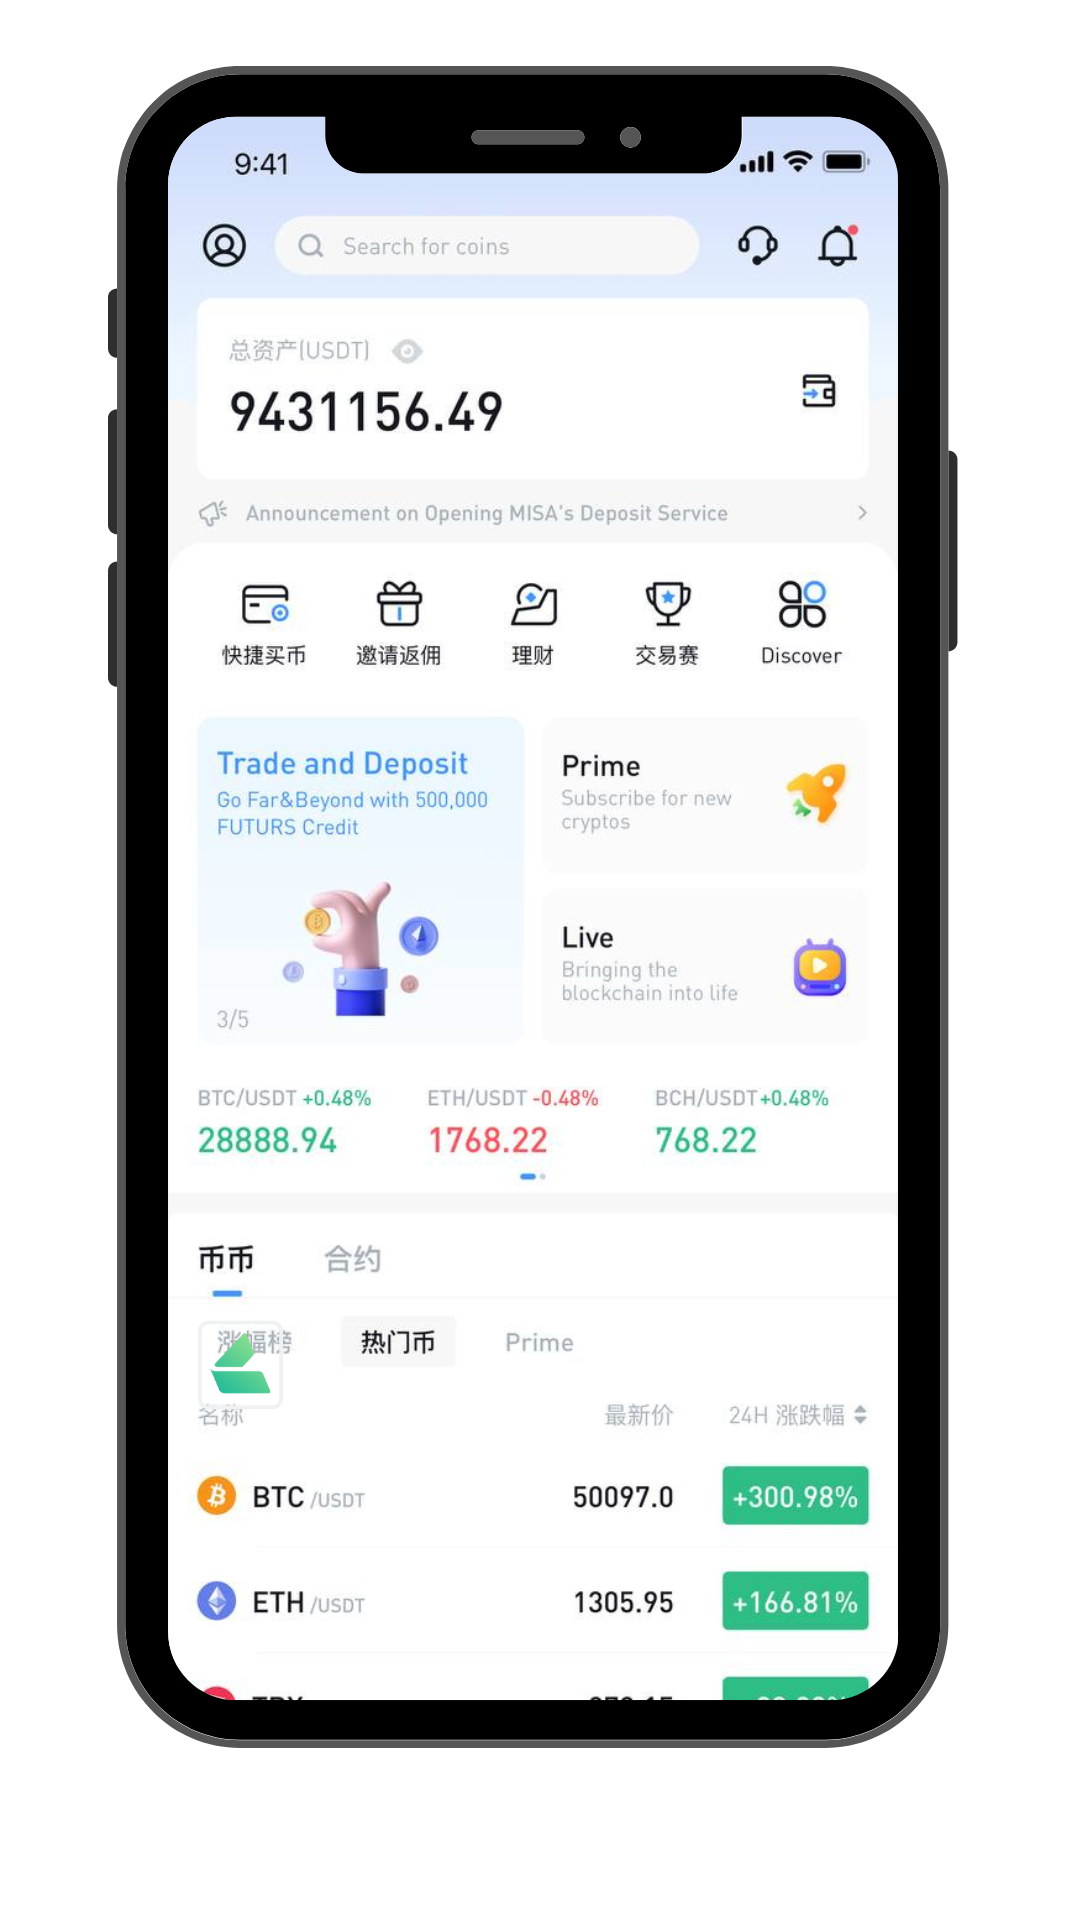 9:41
Search for coins
总资产(USDT)
9431156.49
Announcement on Opening MISA's Deposit Service
快捷买币 邀请返佣 理财 交易赛 Discover
Trade and Deposit
Go Far&Beyond with 500,000
FUTURS Credit
3/5
Prime
Subscribe for new
cryptos
Live
Bringing the
blockchain into life
BTC/USDT +0.48% ETH/USDT -0.48% BCH/USDT +0.48%
28888.94 1768.22 768.22
币币 合约
涨幅榜 热门币 Prime
名称 最新价 24H 涨跌幅
BTC /USDT 50097.0 +300.98%
ETH /USDT 1305.95 +166.81%